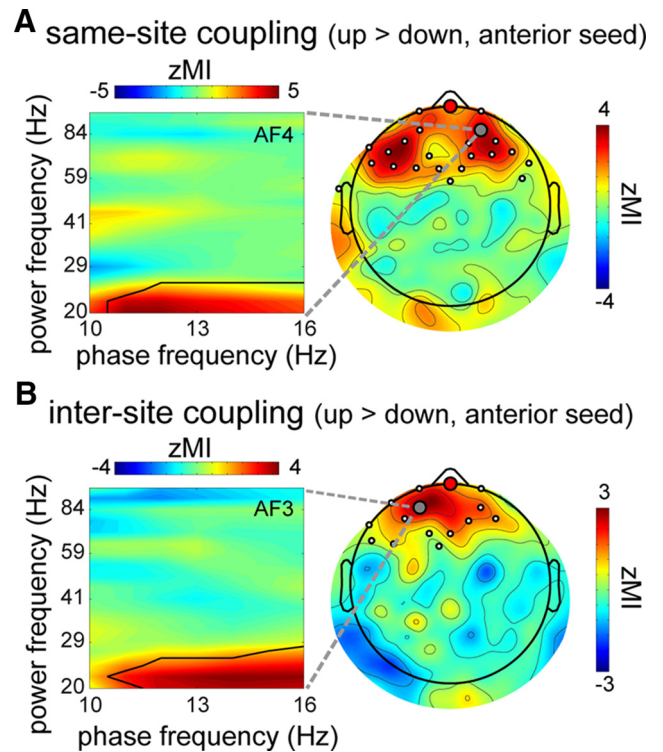 A same-site coupling (up > down, anterior seed)
zMI
-5 5
AF4
84
59
41
29
20
power frequency (Hz)
10 13 16
phase frequency (Hz)
4
zMI
-4
B inter-site coupling (up > down, anterior seed)
zMI
-4 4
AF3
84
59
41
29
20
power frequency (Hz)
10 13 16
phase frequency (Hz)
3
zMI
-3